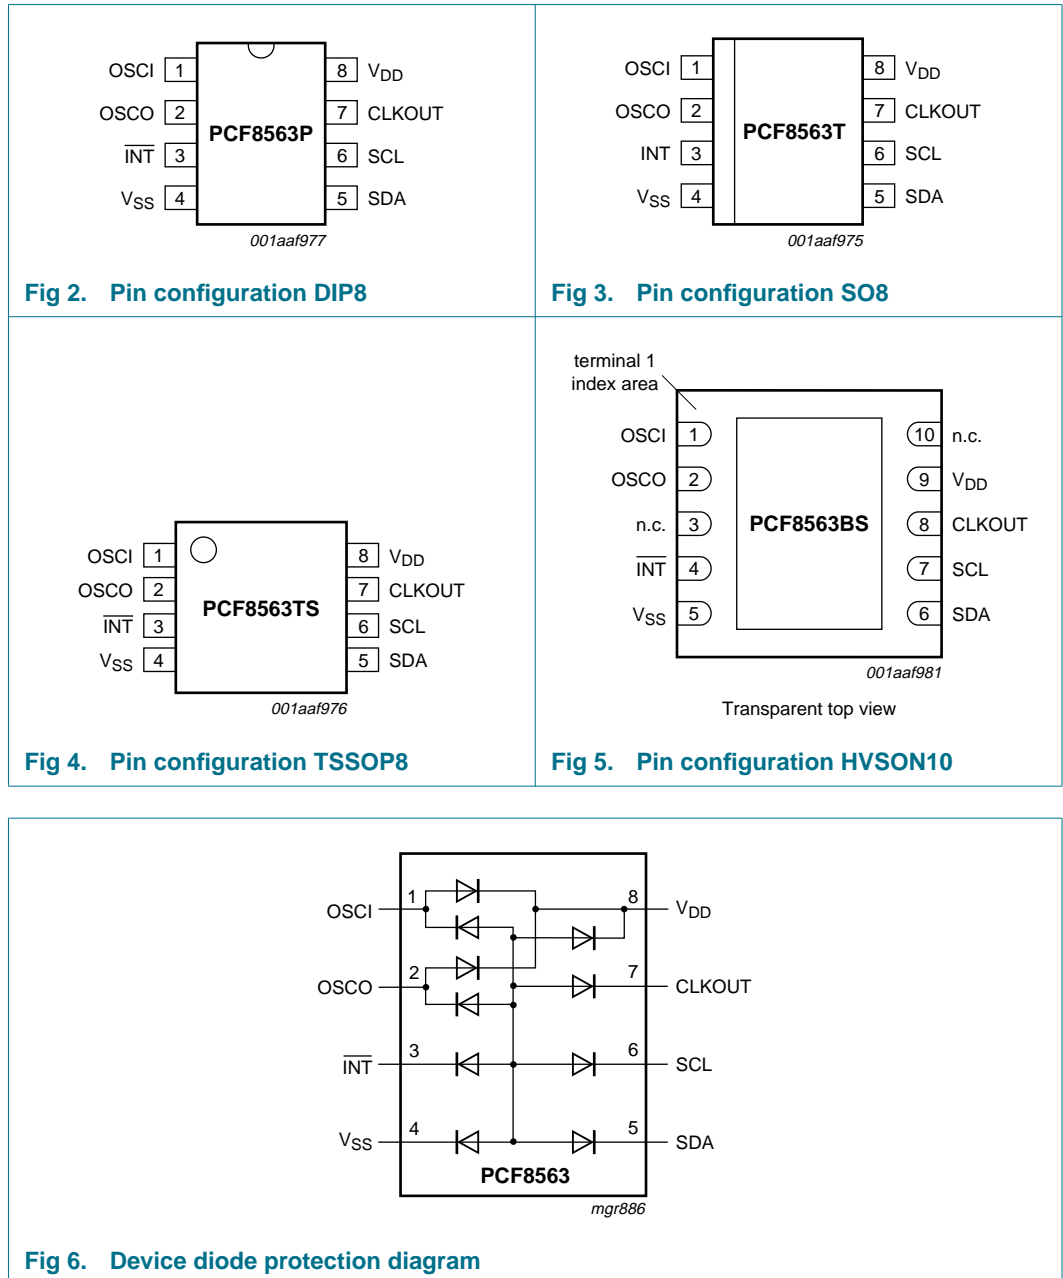 OSCI 1 8 VDD
OSCO 2 PCF8563P 7 CLKOUT
INT 3 6 SCL
VSS 4 5 SDA
001aaf977
Fig 2. Pin configuration DIP8
OSCI 1 8 VDD
OSCO 2 PCF8563T 7 CLKOUT
INT 3 6 SCL
VSS 4 5 SDA
001aaf975
Fig 3. Pin configuration SO8
OSCI 1 8 VDD
OSCO 2 PCF8563TS 7 CLKOUT
INT 3 6 SCL
VSS 4 5 SDA
001aaf976
Fig 4. Pin configuration TSSOP8
terminal 1
index area
OSCI 1 10 n.c.
OSCO 2 9 VDD
n.c. 3 PCF8563BS 8 CLKOUT
INT 4 7 SCL
VSS 5 6 SDA
001aaf981
Transparent top view
Fig 5. Pin configuration HVSON10
OSCI 1 8 VDD
OSCO 2 7 CLKOUT
INT 3 6 SCL
VSS 4 5 SDA
PCF8563
mgr886
Fig 6. Device diode protection diagram